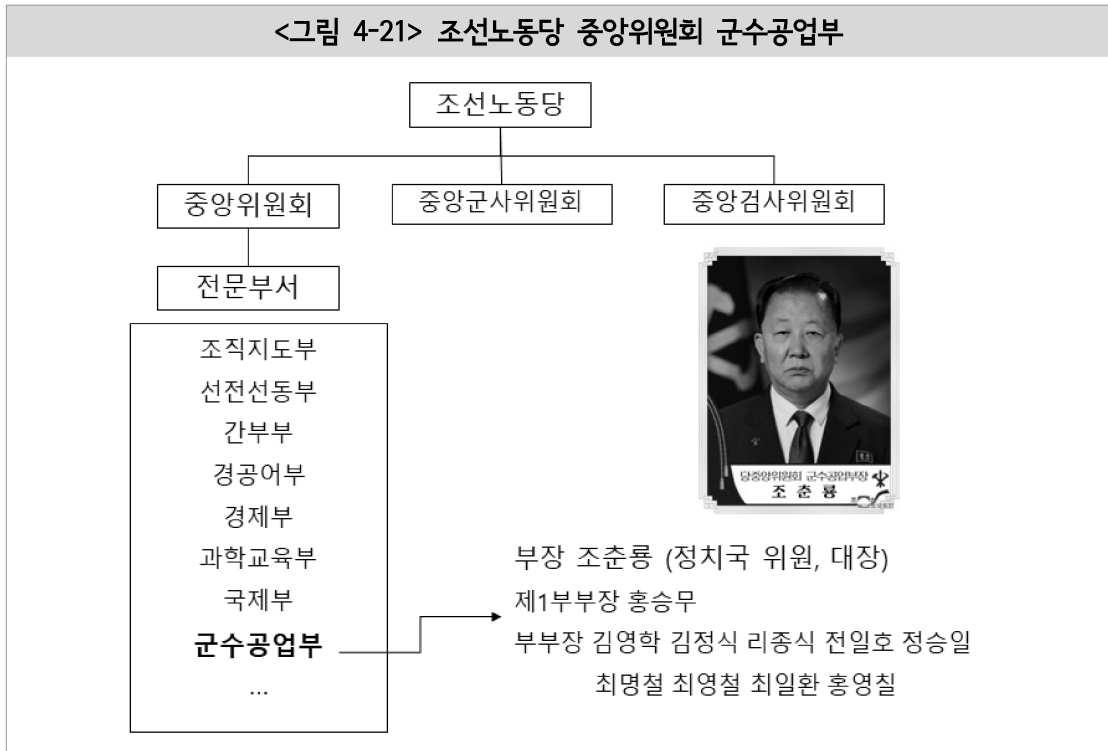 <그림 4-21> 조선노동당 중앙위원회 군수공업부
조선노동당
중앙위원회
중앙군사위원회
중앙검사위원회
전문부서
조직지도부
선전선동부
간부부
경공어부
경제부
과학교육부
국제부
군수공업부
...
당중앙위원회 군수공업부장
조 춘 룡
부장 조춘룡 (정치국 위원, 대장)
제1부부장 홍승무
부부장 김영학 김정식 리종식 전일호 정승일
최명철 최영철 최일환 홍영칠